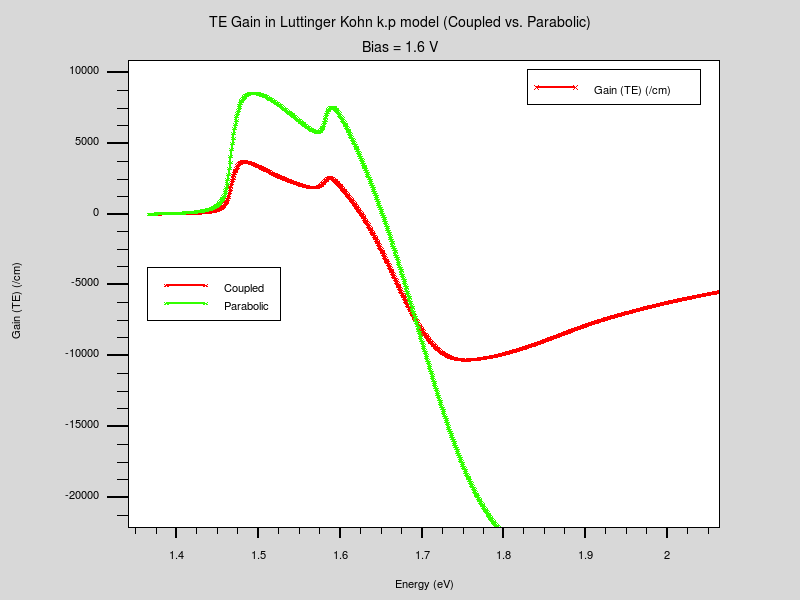 TE Gain in Luttinger Kohn k.p model (Coupled vs. Parabolic)
Bias = 1.6 V
10000
5000
0
-5000
-10000
-15000
-20000
Gain (TE) (/cm)
Gain (TE) (/cm)
Coupled
Parabolic
1.4
1.5
1.6
1.7
1.8
1.9
2
Energy (eV)